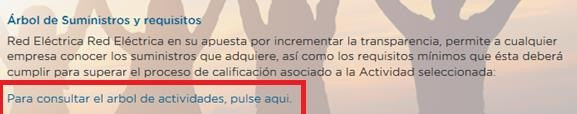 Árbol de Suministros y requisitos
Red Eléctrica Red Eléctrica en su apuesta por incrementar la transparencia, permite a cualquier
empresa conocer los suministros que adquiere, así como los requisitos mínimos que ésta deberá
cumplir para superar el proceso de calificación asociado a la Actividad seleccionada:
Para consultar el arbol de actividades, pulse aqui.